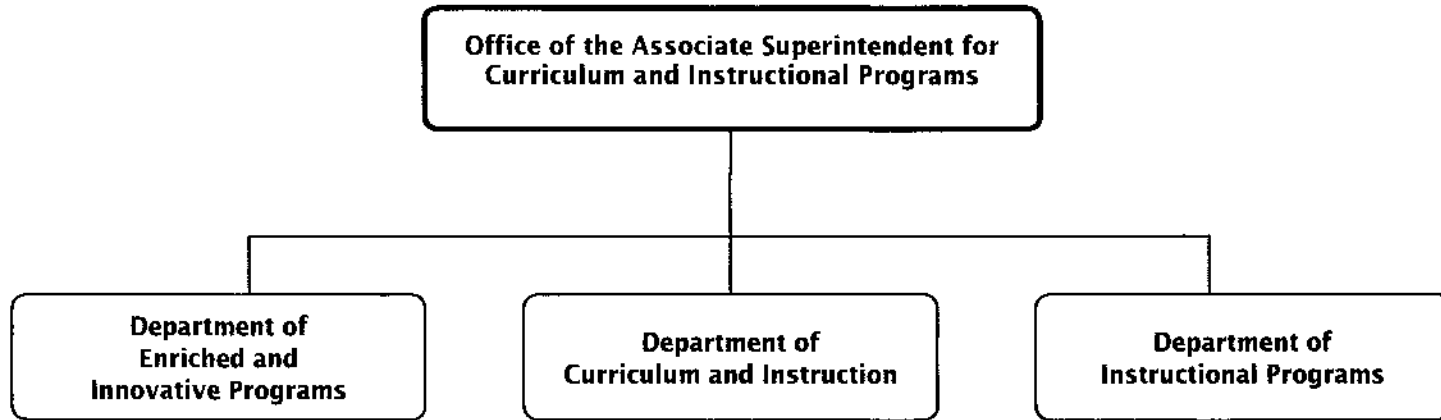 Office of the Associate Superintendent for
Curriculum and Instructional Programs
Department of
Enriched and
Innovative Programs
Department of
Curriculum and Instruction
Department of
Instructional Programs